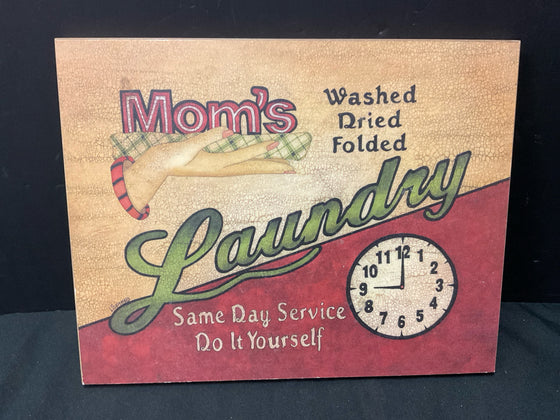 Mom's
Washed
Dried
Folded
Laundry
Same Day Service
Do It Yourself
12
1
2
3
4
5
6
7
8
9
10
11